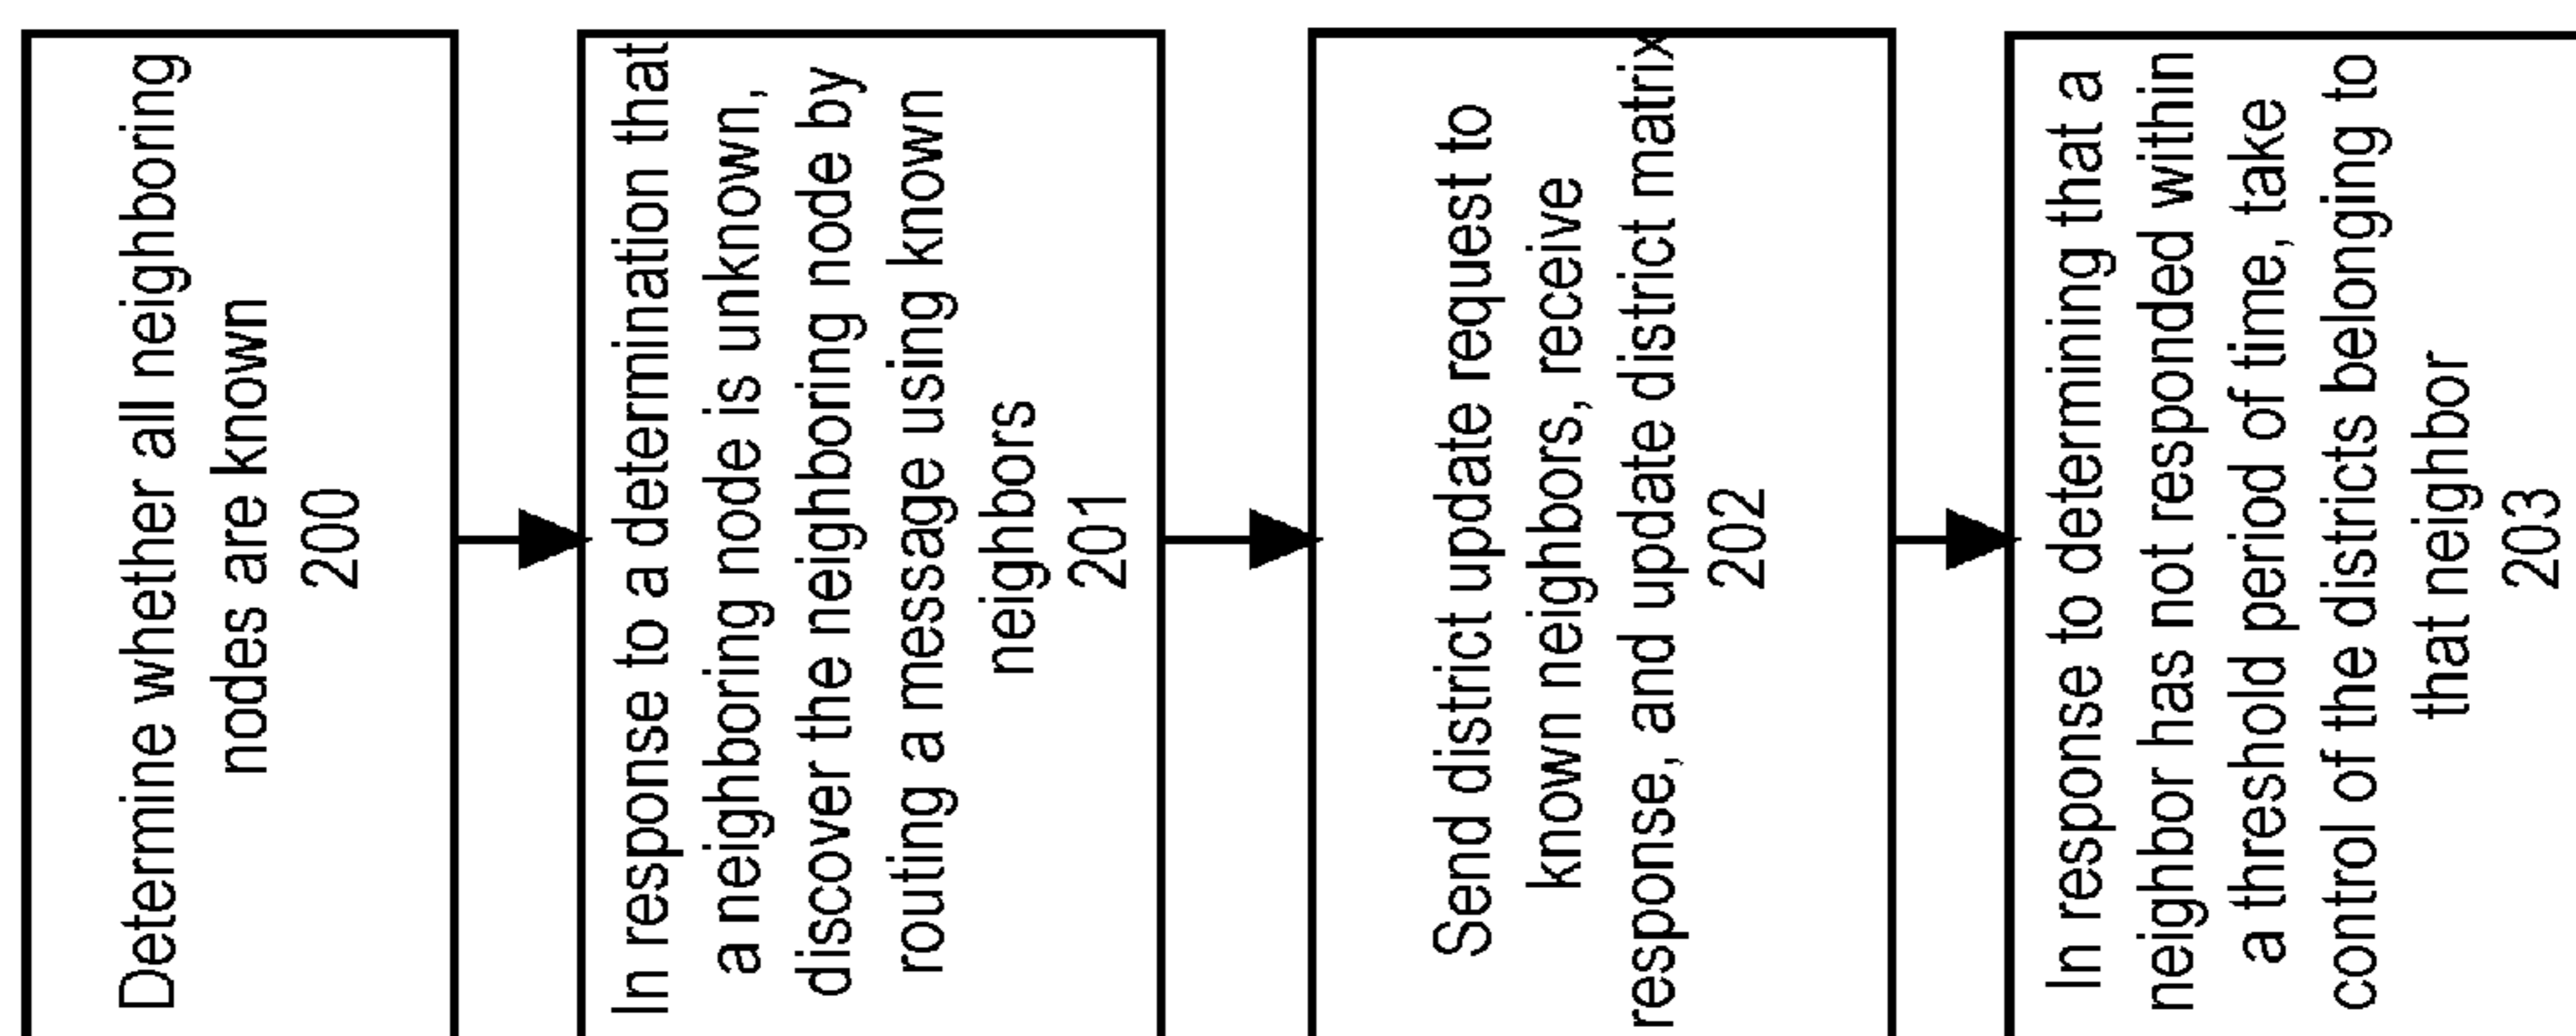 Determine whether all neighboring
nodes are known
200
In response to a determination that
a neighboring node is unknown,
discover the neighboring node by
routing a message using known
neighbors
201
Send district update request to
known neighbors, receive
response, and update district matrix
202
In response to determining that a
neighbor has not responded within
a threshold period of time, take
control of the districts belonging to
that neighbor
203